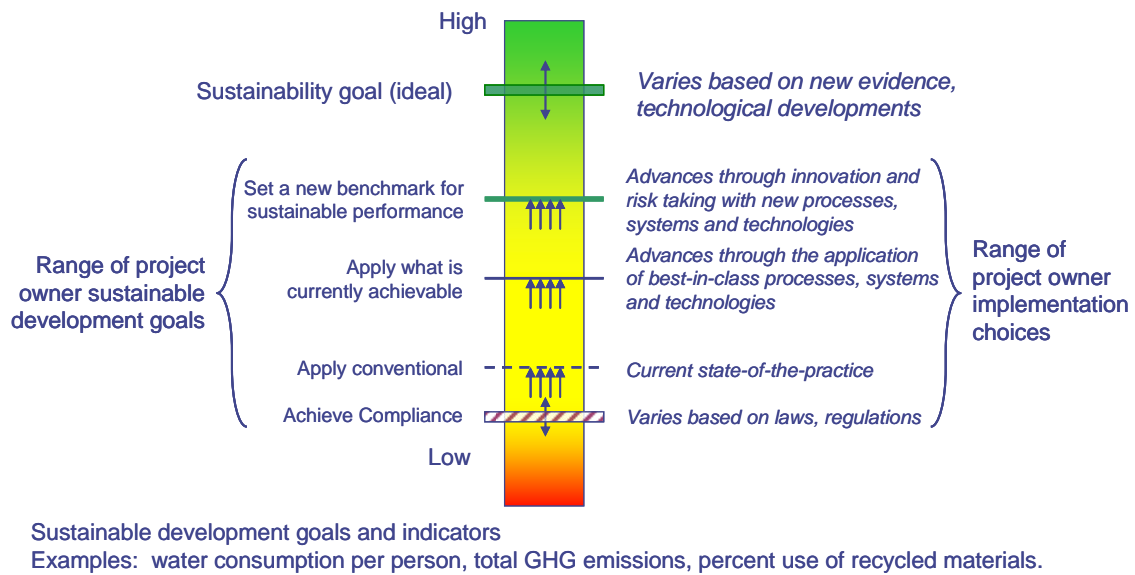 High
Sustainability goal (ideal)
Varies based on new evidence,
technological developments
Set a new benchmark for
sustainable performance
Advances through innovation and
risk taking with new processes,
systems and technologies
Range of project
owner sustainable
development goals
Apply what is
currently achievable
Advances through the application
of best-in-class processes, systems
and technologies
Range of
project owner
implementation
choices
Apply conventional
Current state-of-the-practice
Achieve Compliance
Varies based on laws, regulations
Low
Sustainable development goals and indicators
Examples:  water consumption per person, total GHG emissions, percent use of recycled materials.